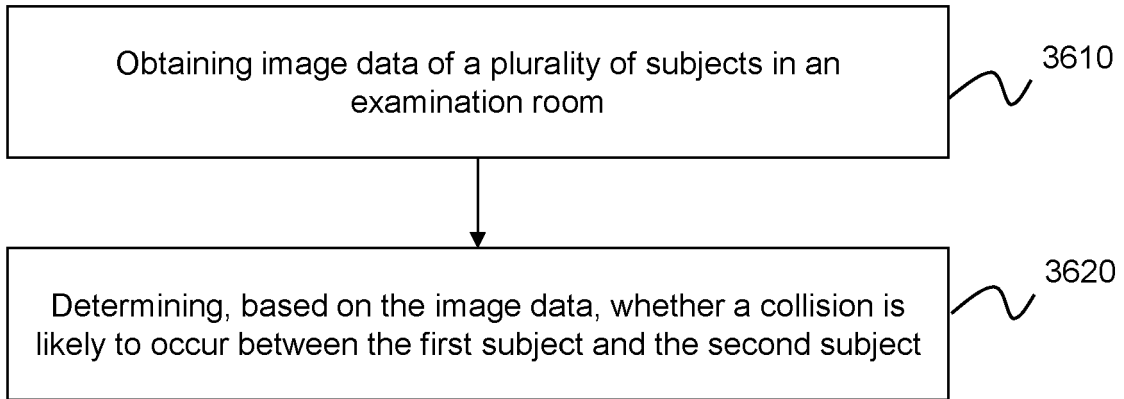 Obtaining image data of a plurality of subjects in an
examination room
3610
Determining, based on the image data, whether a collision is
likely to occur between the first subject and the second subject
3620